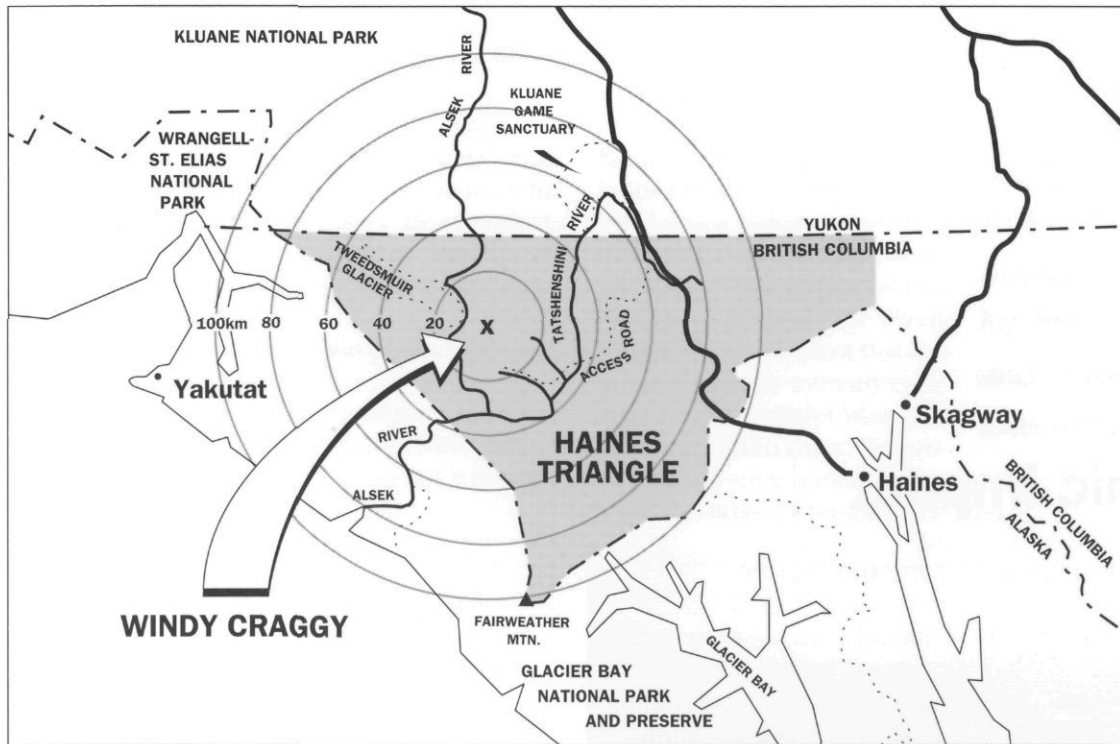 KLUANE NATIONAL PARK
ALSEK RIVER
KLUANE
GAME
SANCTUARY
WRANGELL-
ST. ELIAS
NATIONAL
PARK
YUKON
BRITISH COLUMBIA
TWEEDSMUIR
GLACIER
TATSHENSHINI RIVER
100km 80 60 40 20 X
ACCESS ROAD
Yakutat
Skagway
RIVER
HAINES
TRIANGLE
Haines
ALSEK
BRITISH COLUMBIA
ALASKA
WINDY CRAGGY
FAIRWEATHER
MTN.
GLACIER BAY
GLACIER BAY
NATIONAL PARK
AND PRESERVE